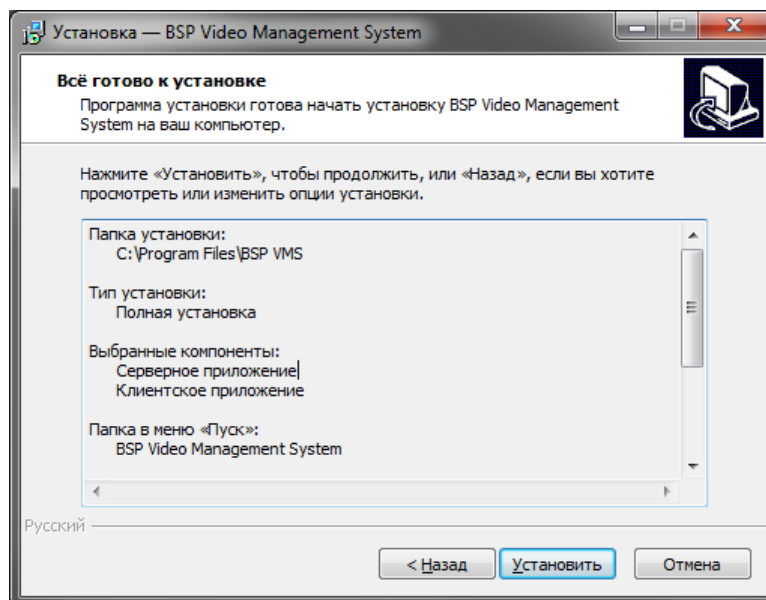 Установка — BSP Video Management System
Всё готово к установке
Программа установки готова начать установку BSP Video Management
System на ваш компьютер.
Нажмите «Установить», чтобы продолжить, или «Назад», если вы хотите
просмотреть или изменить опции установки.
Папка установки:
C:\Program Files\BSP VMS
Тип установки:
Полная установка
Выбранные компоненты:
Серверное приложение
Клиентское приложение
Папка в меню «Пуск»:
BSP Video Management System
Русский
< Назад Установить Отмена